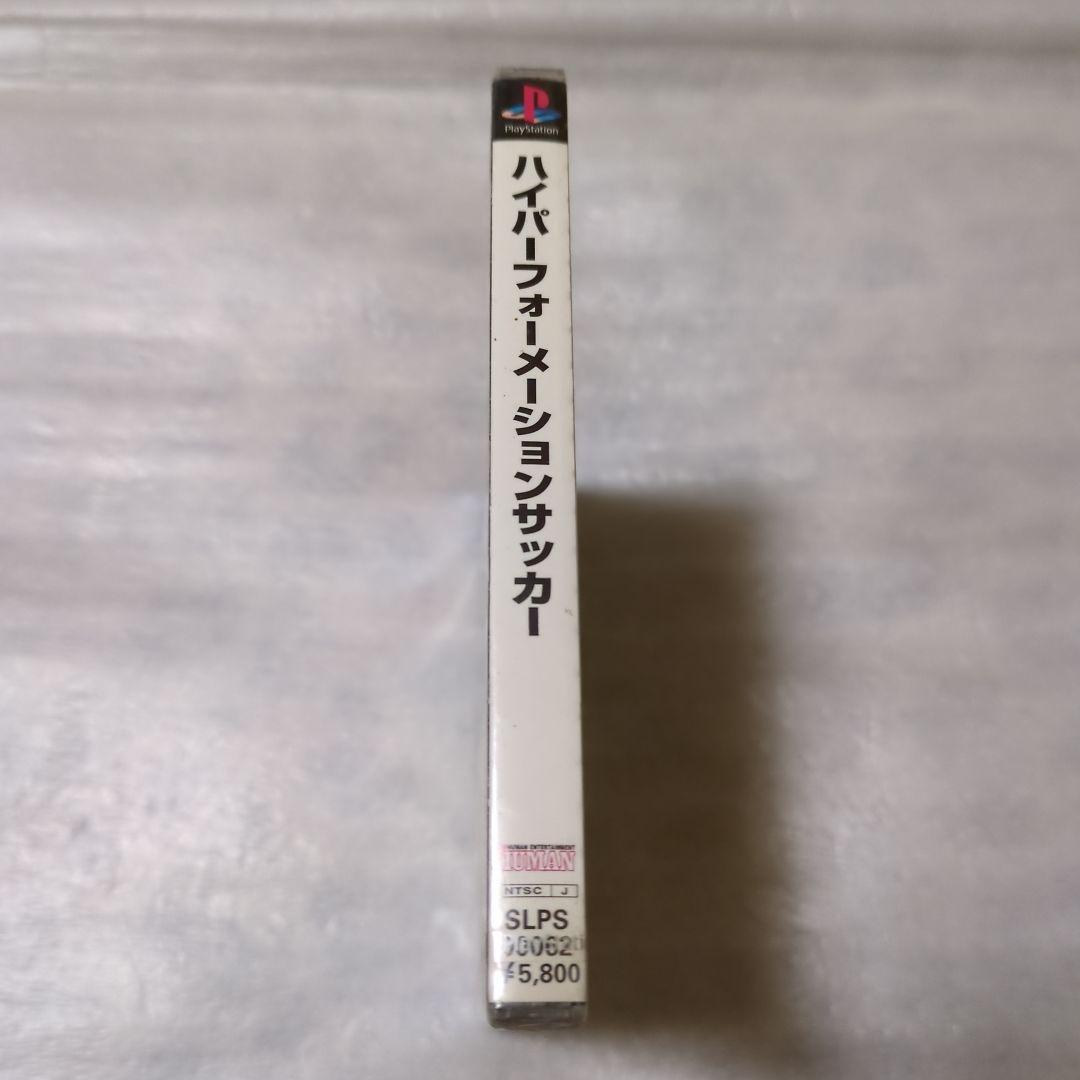 PlayStation
ハイパーフォーメーションサッカー
HUMAN ENTERTAINMENT
HUMAN
NTSC J
SLPS
00062
¥5,800